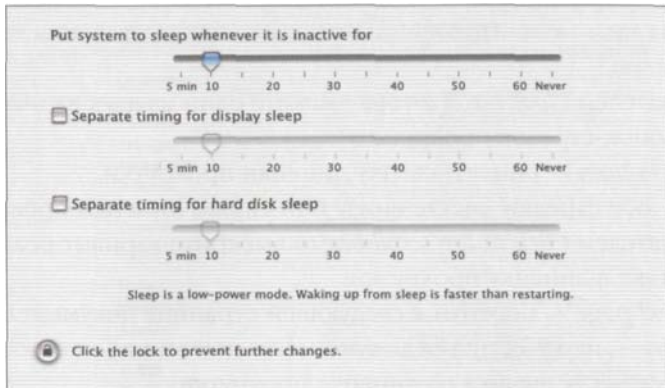 Put system to sleep whenever it is inactive for
5 min 10 20 30 40 50 60 Never
Separate timing for display sleep
5 min 10 20 30 40 50 60 Never
Separate timing for hard disk sleep
5 min 10 20 30 40 50 60 Never
Sleep is a low-power mode. Waking up from sleep is faster than restarting.
Click the lock to prevent further changes.